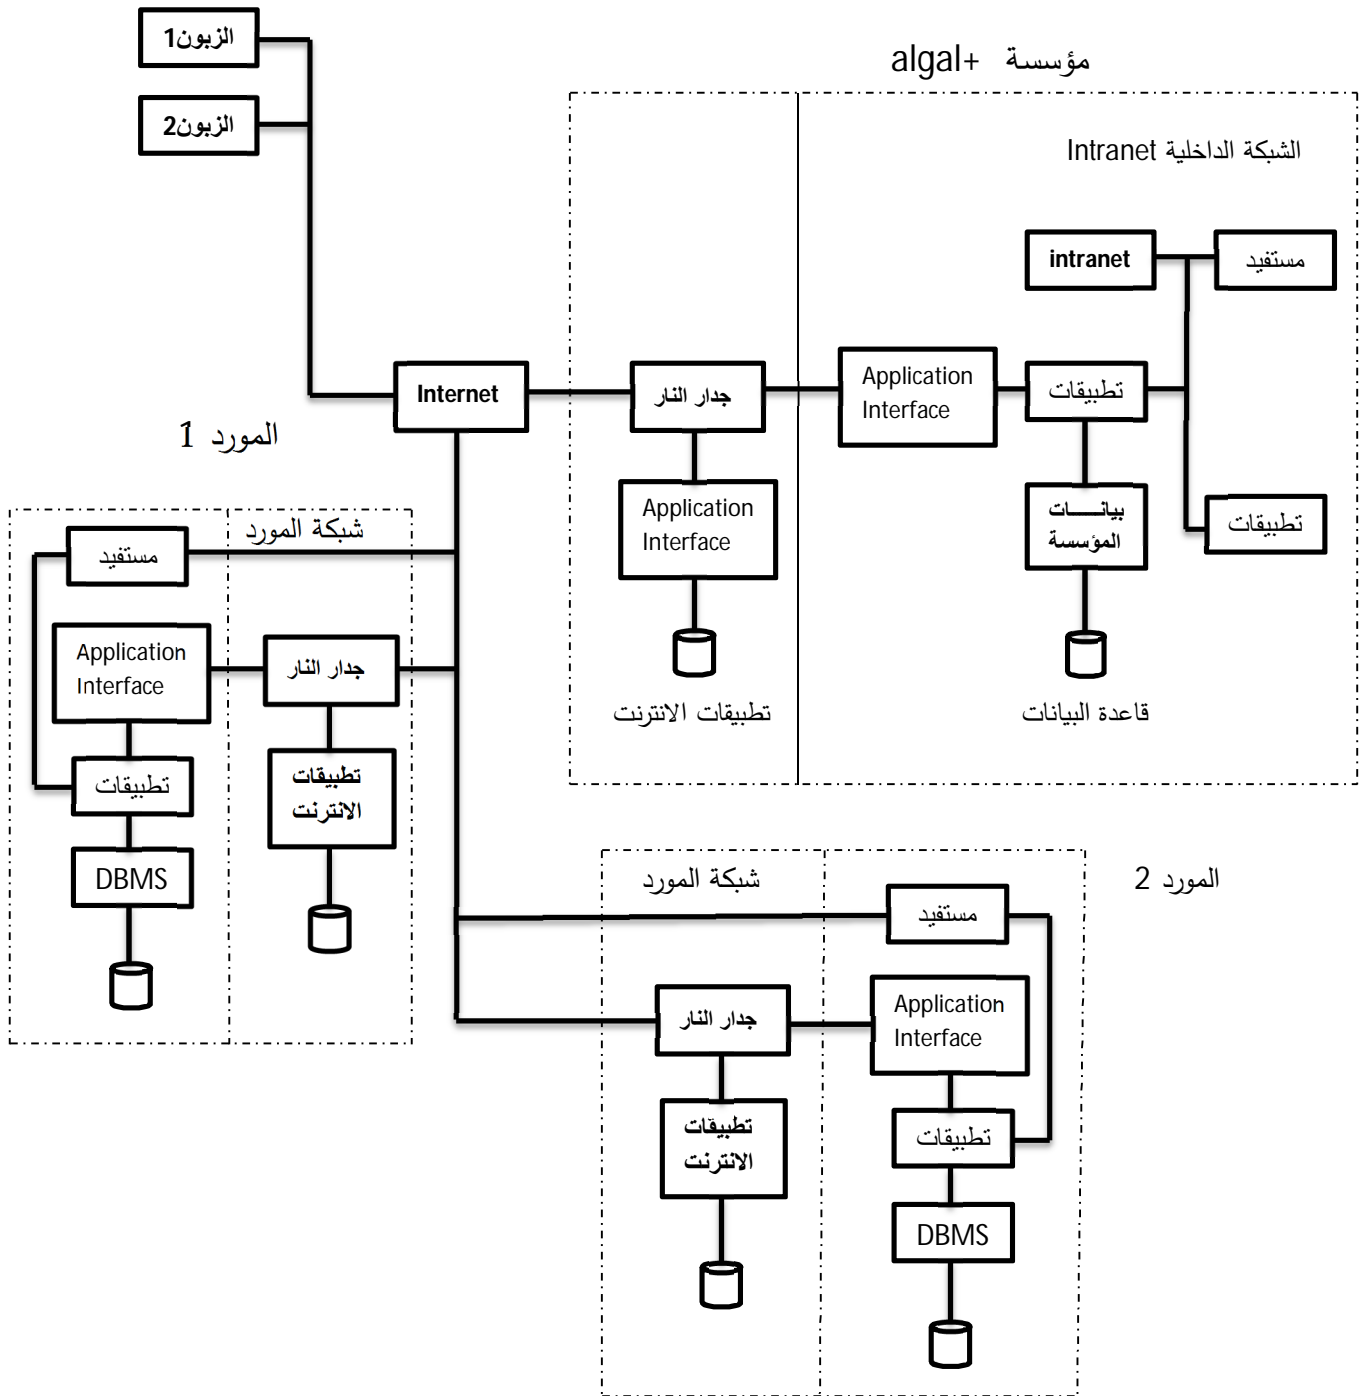 الزبون1
الزبون2
مؤسسة algal+
الشبكة الداخلية Intranet
intranet
مستفيد
Internet
جدار النار
Application
Interface
تطبيقات
Application
Interface
بيانـــات
المؤسسة
تطبيقات
تطبيقات الانترنت
قاعدة البيانات
المورد 1
شبكة المورد
مستفيد
Application
Interface
جدار النار
تطبيقات
تطبيقات
الانترنت
DBMS
المورد 2
شبكة المورد
مستفيد
جدار النار
Application
Interface
تطبيقات
الانترنت
تطبيقات
DBMS